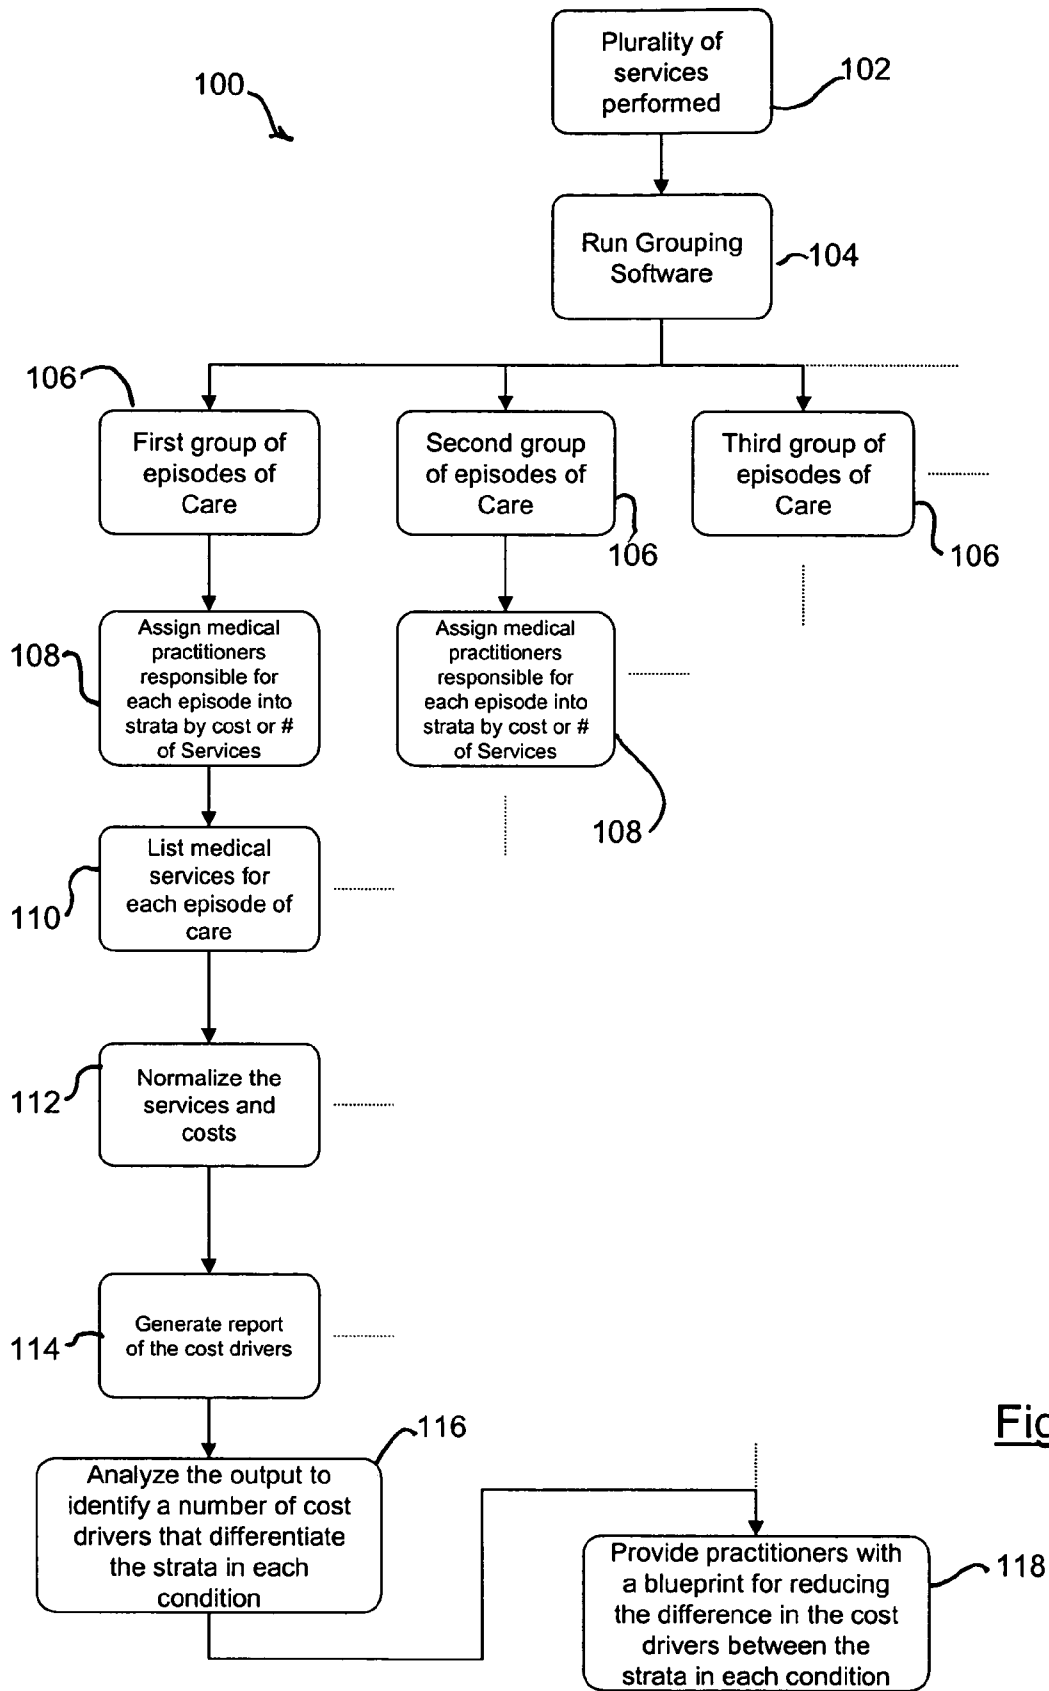 Plurality of
services
performed
102
100
Run Grouping
Software
104
106
First group of
episodes of
Care
Second group
of episodes of
Care
106
Third group of
episodes of
Care
106
108
Assign medical
practitioners
responsible for
each episode into
strata by cost or #
of Services
Assign medical
practitioners
responsible for
each episode into
strata by cost or #
of Services
108
110
List medical
services for
each episode of
care
112
Normalize the
services and
costs
114
Generate report
of the cost drivers
116
Analyze the output to
identify a number of cost
drivers that differentiate
the strata in each
condition
Provide practitioners with
a blueprint for reducing
the difference in the cost
drivers between the
strata in each condition
118